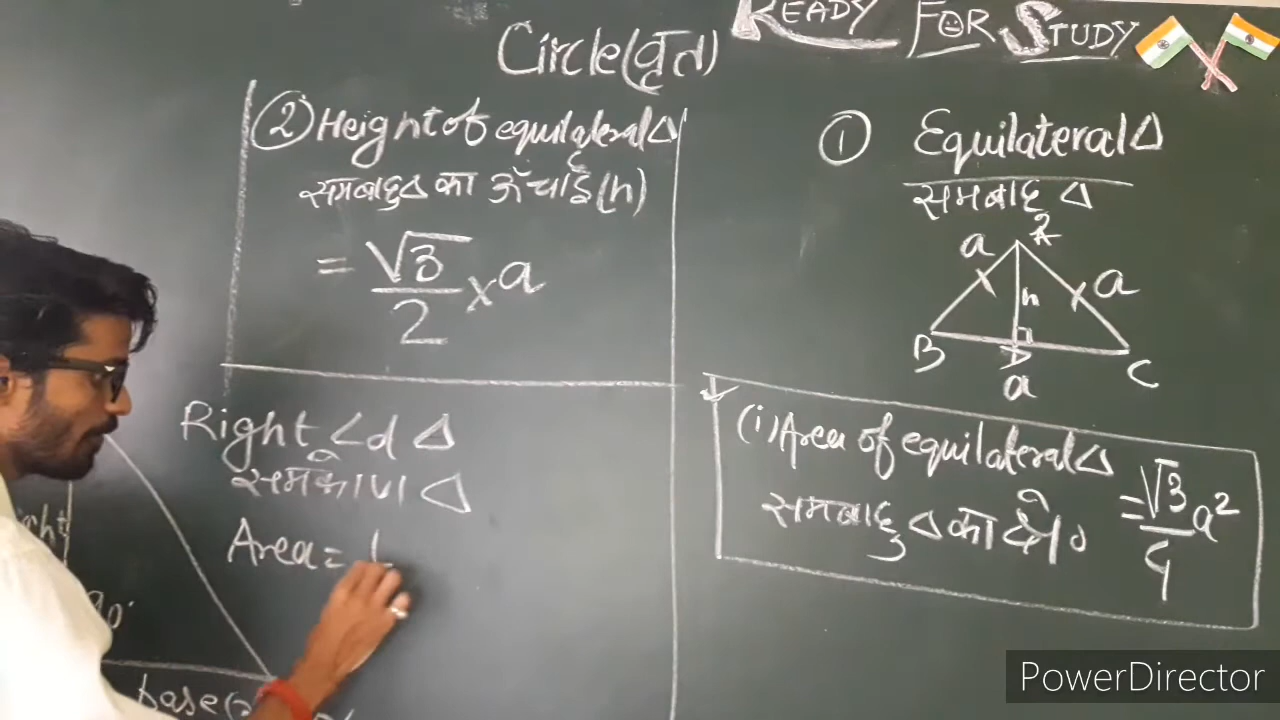 READY FOR STUDY
Circle(वृत)
② Height of equilateral Δ
समबाहु Δ का ऊँचाई (h)
= √3/2 × a
① Equilateral Δ
समबाहु Δ
A
a
h
a
B
D
C
a
(i) Area of equilateral Δ
समबाहु Δ का क्षे०
= √3/4 a²
Right <d Δ
समकोण Δ
Area = 1
90°
base
PowerDirector